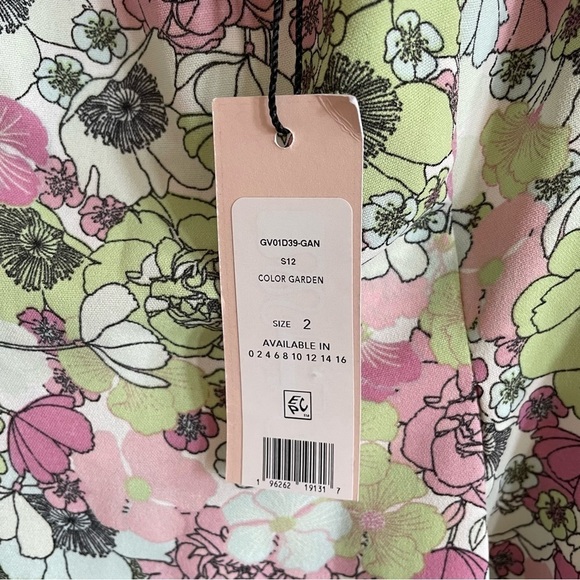 GV01D39-GAN
S12
COLOR GARDEN
SIZE 2
AVAILABLE IN
0 2 4 6 8 10 12 14 16
EPC
1 96262 19131 7